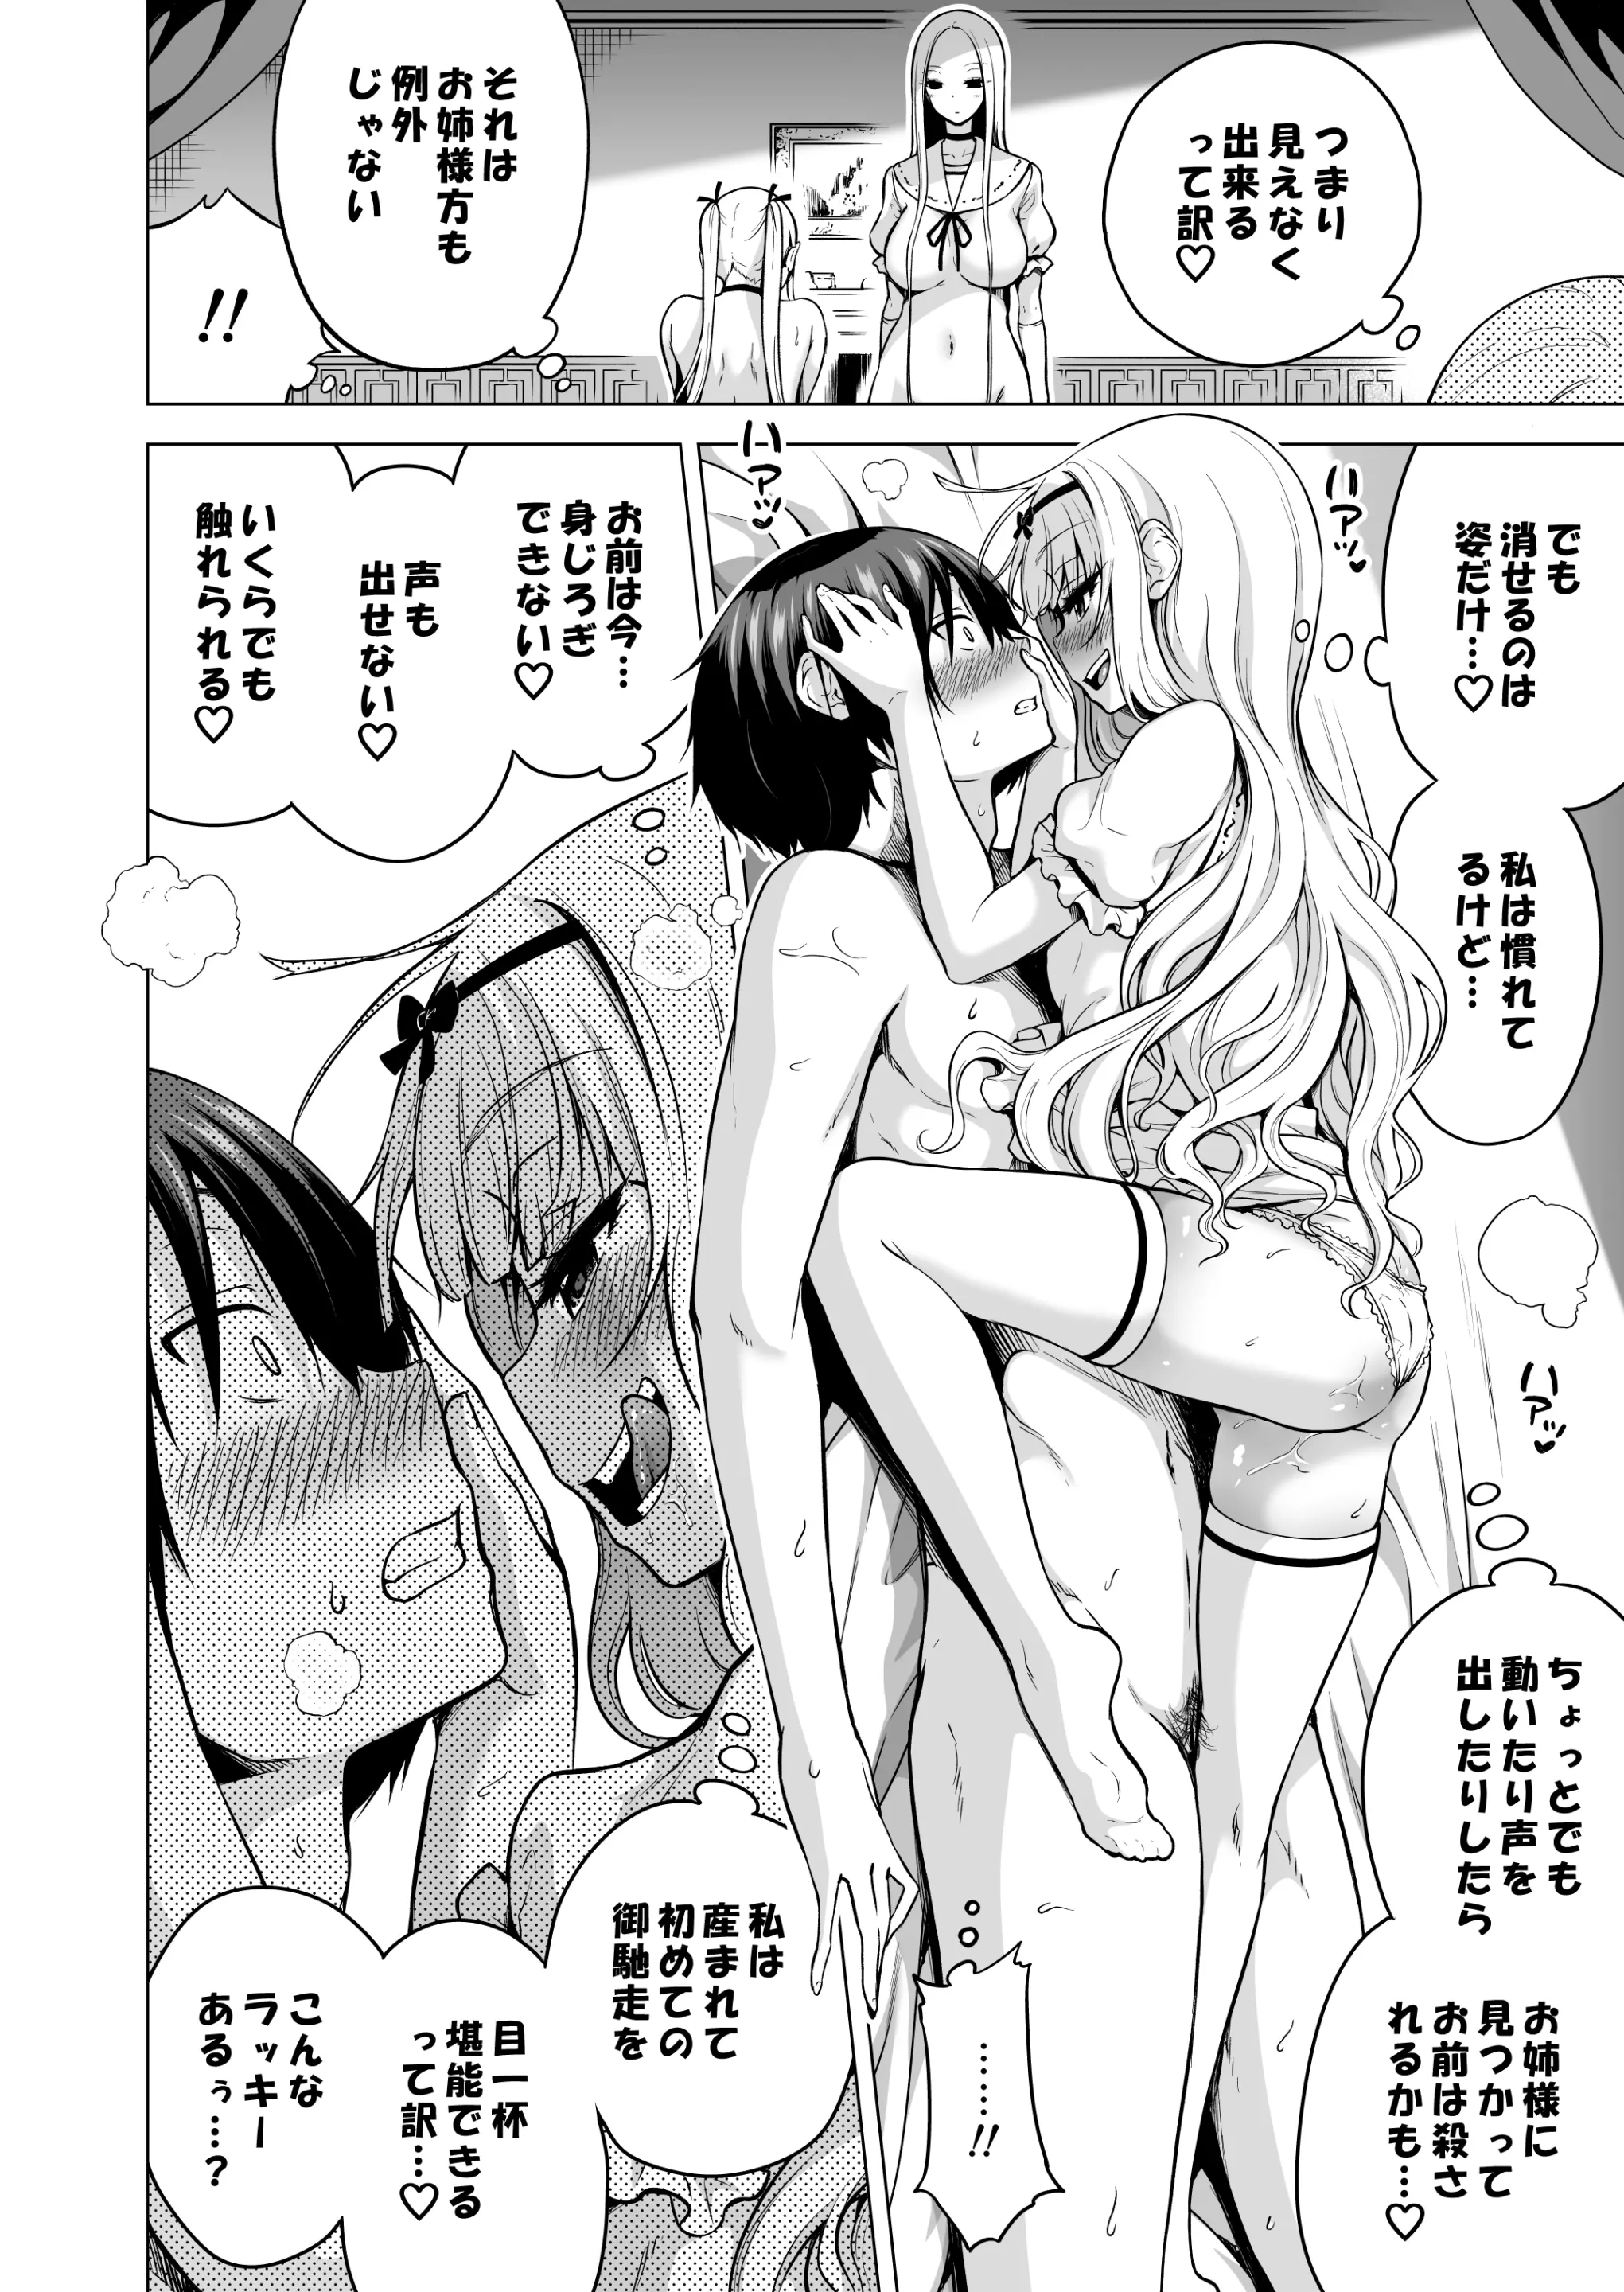 つまり
見えなく
出来る
って訳♡
それは
お姉様方も
例外
じゃない
!!
でも
消せるのは
姿だけ…♡
私は慣れて
るけど…
ハァッ♥
ハァッ♥
お前は今…
身じろぎ
できない♡
声も
出せない♡
いくらでも
触れられる♡
ハァッ♥
ちょっとでも
動いたり声を
出したりしたら
お姉様に
見つかって
お前は殺さ
れるかも…♡
……!!
私は
産まれて
初めての
御馳走を
目一杯
堪能できる
って訳…♡
こんな
ラッキー
あるぅ…?